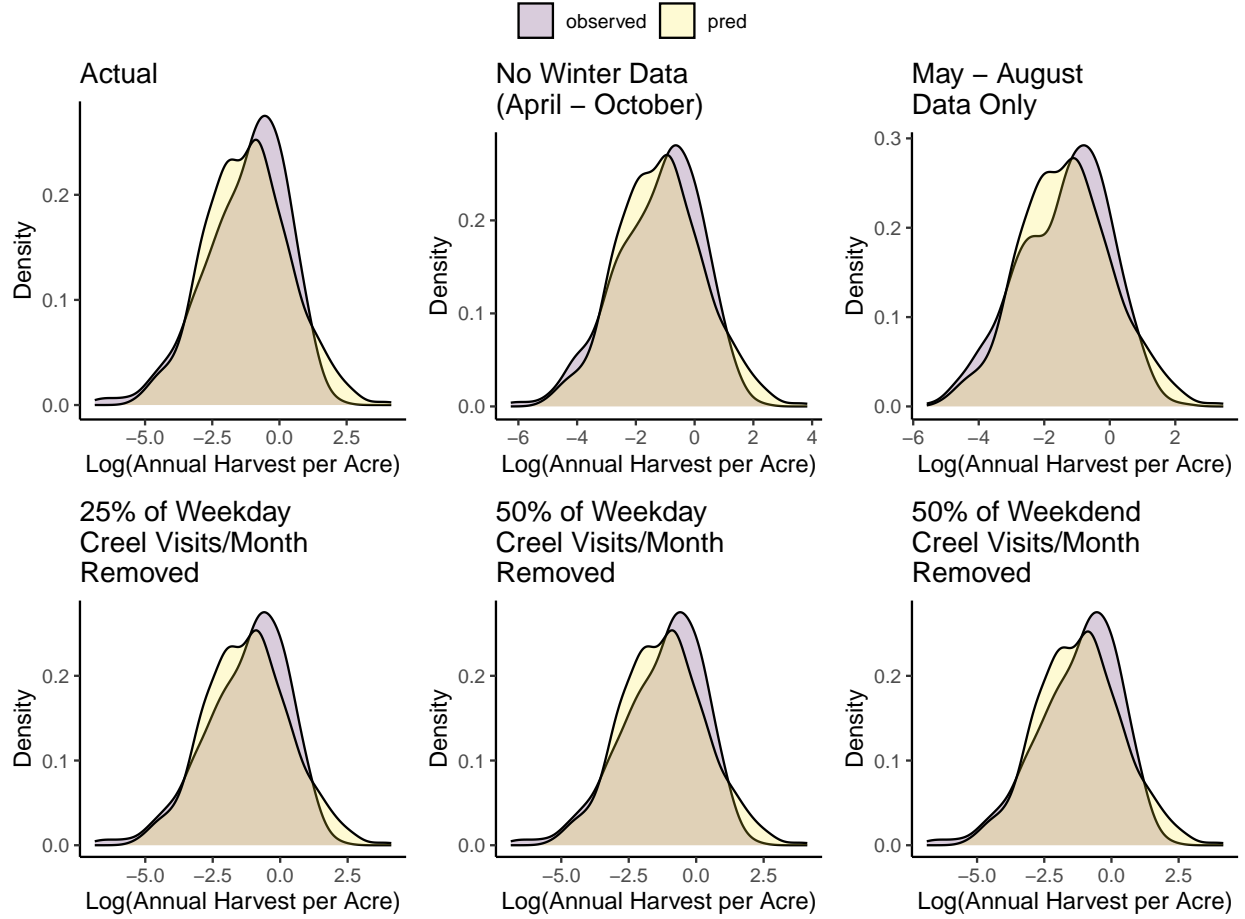 observed pred
Actual
No Winter Data
(April − October)
May − August
Data Only
Density
0.2
0.1
0.0
−5.0 −2.5 0.0 2.5
Log(Annual Harvest per Acre)
Density
0.2
0.1
0.0
−6 −4 −2 0 2 4
Log(Annual Harvest per Acre)
Density
0.3
0.2
0.1
0.0
−6 −4 −2 0 2
Log(Annual Harvest per Acre)
25% of Weekday
Creel Visits/Month
Removed
Density
0.2
0.1
0.0
−5.0 −2.5 0.0 2.5
Log(Annual Harvest per Acre)
50% of Weekday
Creel Visits/Month
Removed
Density
0.2
0.1
0.0
−5.0 −2.5 0.0 2.5
Log(Annual Harvest per Acre)
50% of Weekdend
Creel Visits/Month
Removed
Density
0.2
0.1
0.0
−5.0 −2.5 0.0 2.5
Log(Annual Harvest per Acre)